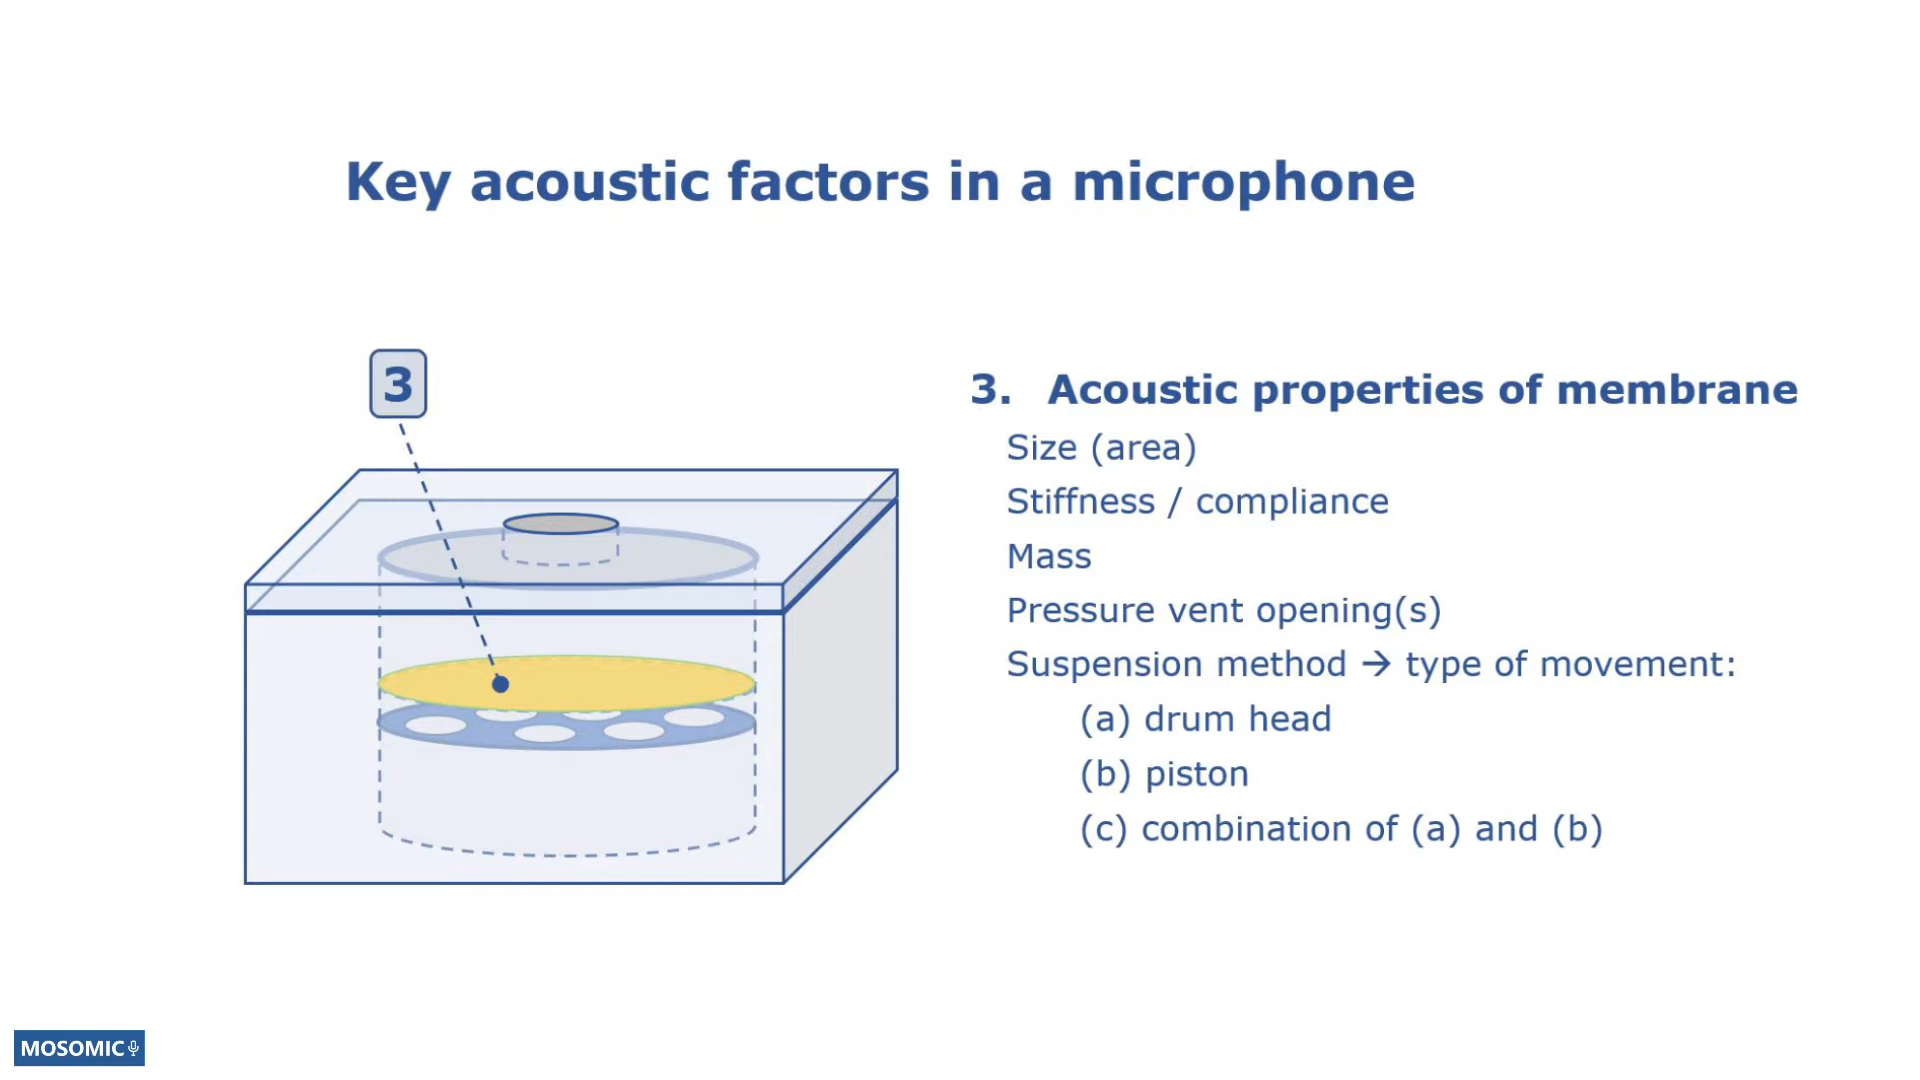 Key acoustic factors in a microphone
3
3. Acoustic properties of membrane
Size (area)
Stiffness / compliance
Mass
Pressure vent opening(s)
Suspension method → type of movement:
(a) drum head
(b) piston
(c) combination of (a) and (b)
MOSOMIC